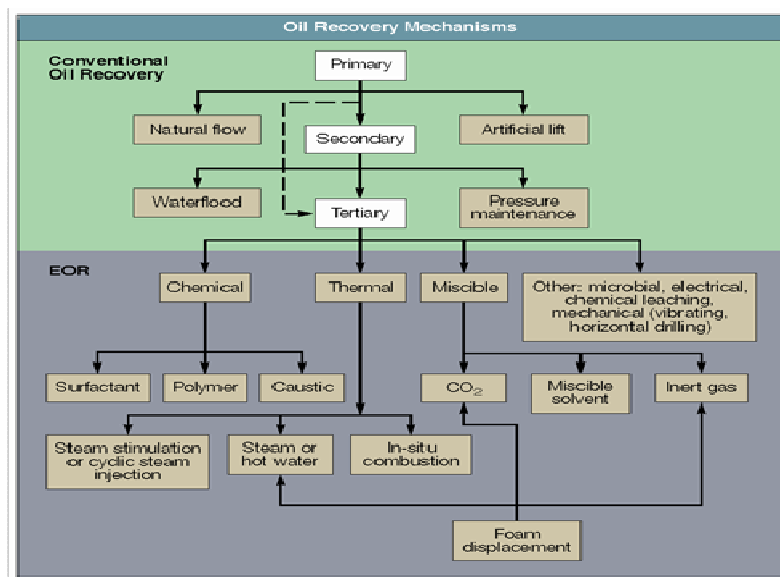 Oil Recovery Mechanisms
Conventional
Oil Recovery
Primary
Natural flow
Artificial lift
Secondary
Waterflood
Pressure
maintenance
Tertiary
EOR
Chemical
Thermal
Miscible
Other: microbial, electrical,
chemical leaching,
mechanical (vibrating,
horizontal drilling)
Surfactant
Polymer
Caustic
CO₂
Miscible
solvent
Inert gas
Steam stimulation
or cyclic steam
injection
Steam or
hot water
In-situ
combustion
Foam
displacement